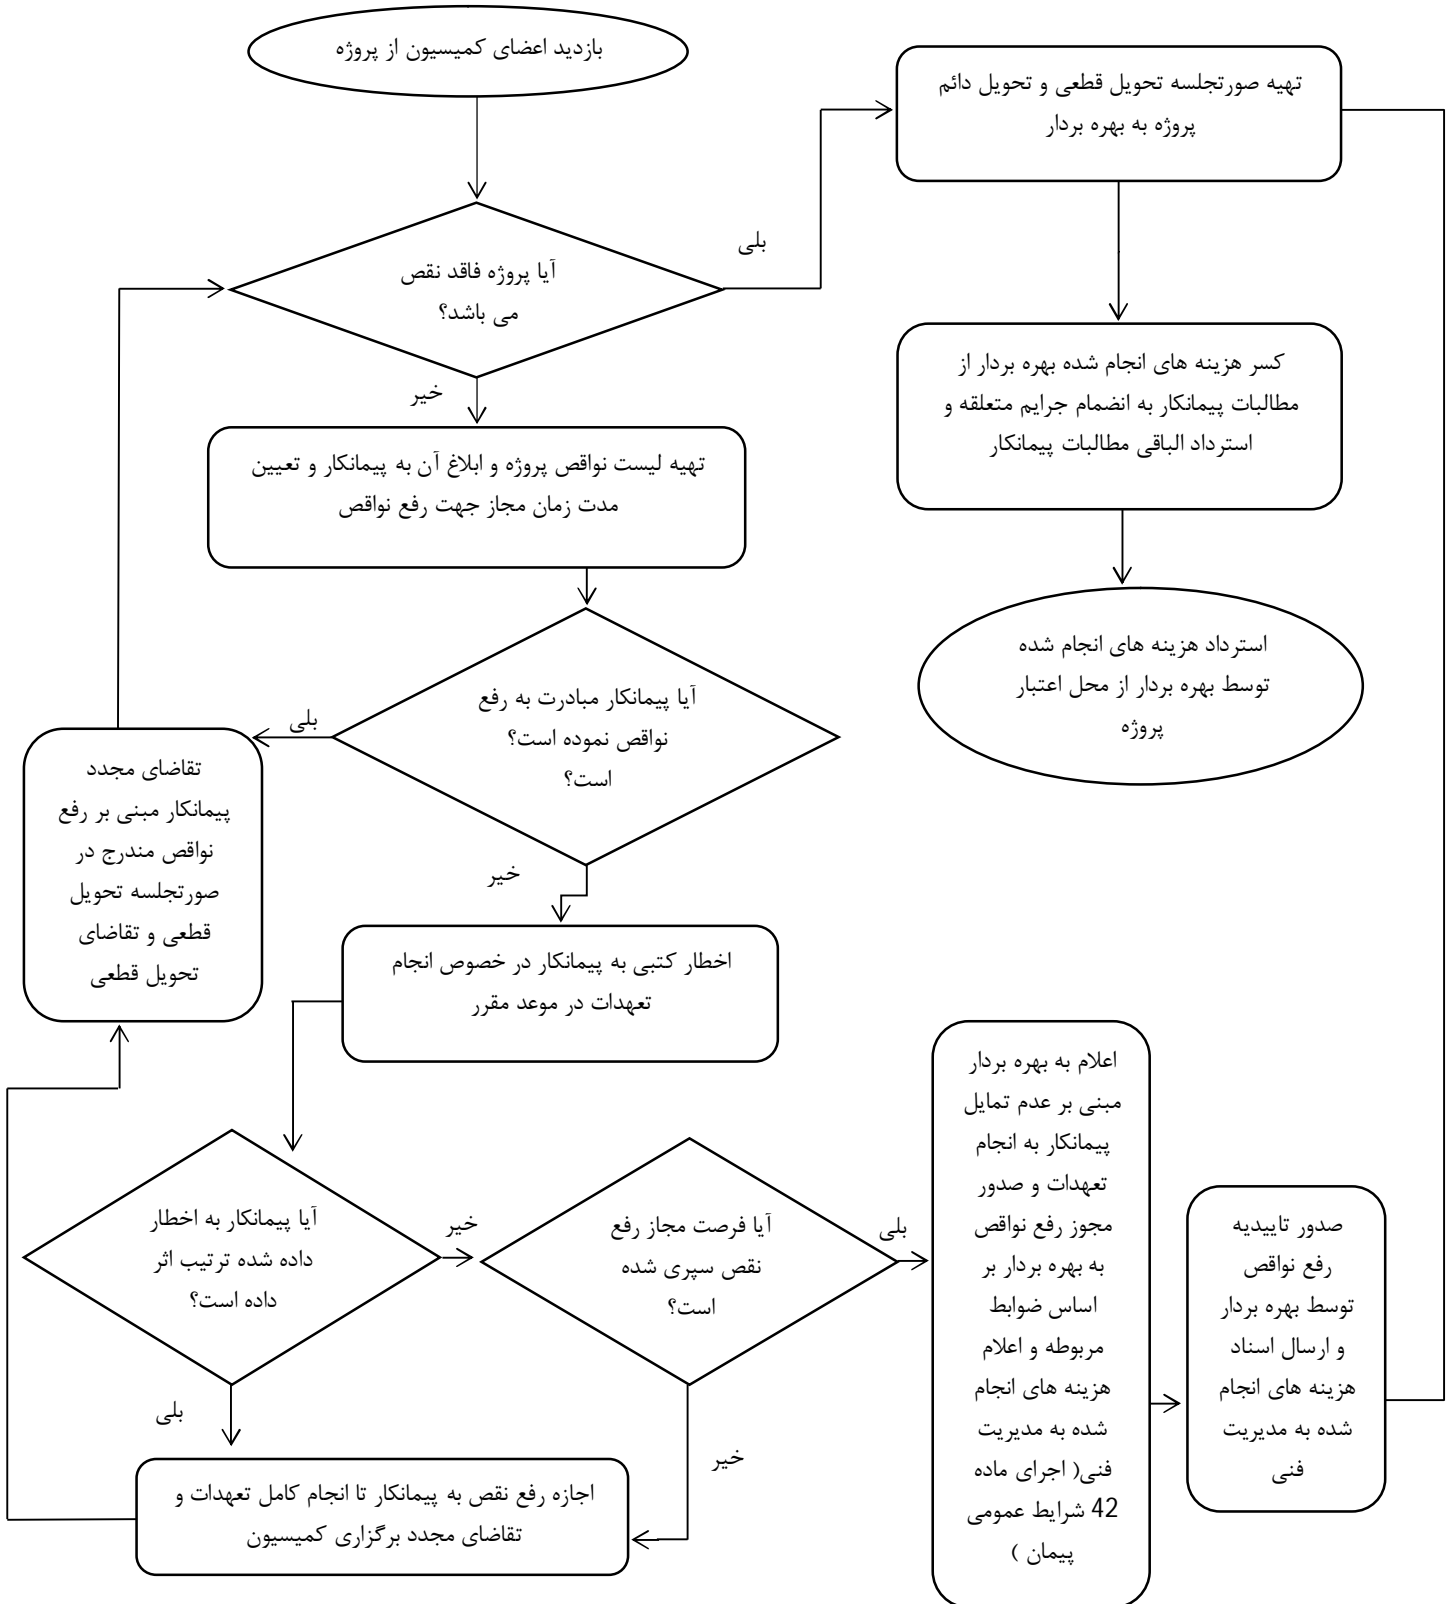 بازدید اعضای کمیسیون از پروژه
تهیه صورتجلسه تحویل قطعی و تحویل دائم
پروژه به بهره بردار
بلی
آیا پروژه فاقد نقص
می باشد؟
خیر
کسر هزینه های انجام شده بهره بردار از
مطالبات پیمانکار به انضمام جرایم متعلقه و
استرداد الباقی مطالبات پیمانکار
تهیه لیست نواقص پروژه و ابلاغ آن به پیمانکار و تعیین
مدت زمان مجاز جهت رفع نواقص
استرداد هزینه های انجام شده
توسط بهره بردار از محل اعتبار
پروژه
آیا پیمانکار مبادرت به رفع
نواقص نموده است؟
است؟
بلی
تقاضای مجدد
پیمانکار مبنی بر رفع
نواقص مندرج در
صورتجلسه تحویل
قطعی و تقاضای
تحویل قطعی
خیر
اخطار کتبی به پیمانکار در خصوص انجام
تعهدات در موعد مقرر
آیا پیمانکار به اخطار
داده شده ترتیب اثر
داده است؟
خیر
آیا فرصت مجاز رفع
نقص سپری شده
است؟
بلی
اعلام به بهره بردار
مبنی بر عدم تمایل
پیمانکار به انجام
تعهدات و صدور
مجوز رفع نواقص
به بهره بردار بر
اساس ضوابط
مربوطه و اعلام
هزینه های انجام
شده به مدیریت
فنی( اجرای ماده
42 شرایط عمومی
پیمان )
صدور تاییدیه
رفع نواقص
توسط بهره بردار
و ارسال اسناد
هزینه های انجام
شده به مدیریت
فنی
بلی
خیر
اجازه رفع نقص به پیمانکار تا انجام کامل تعهدات و
تقاضای مجدد برگزاری کمیسیون